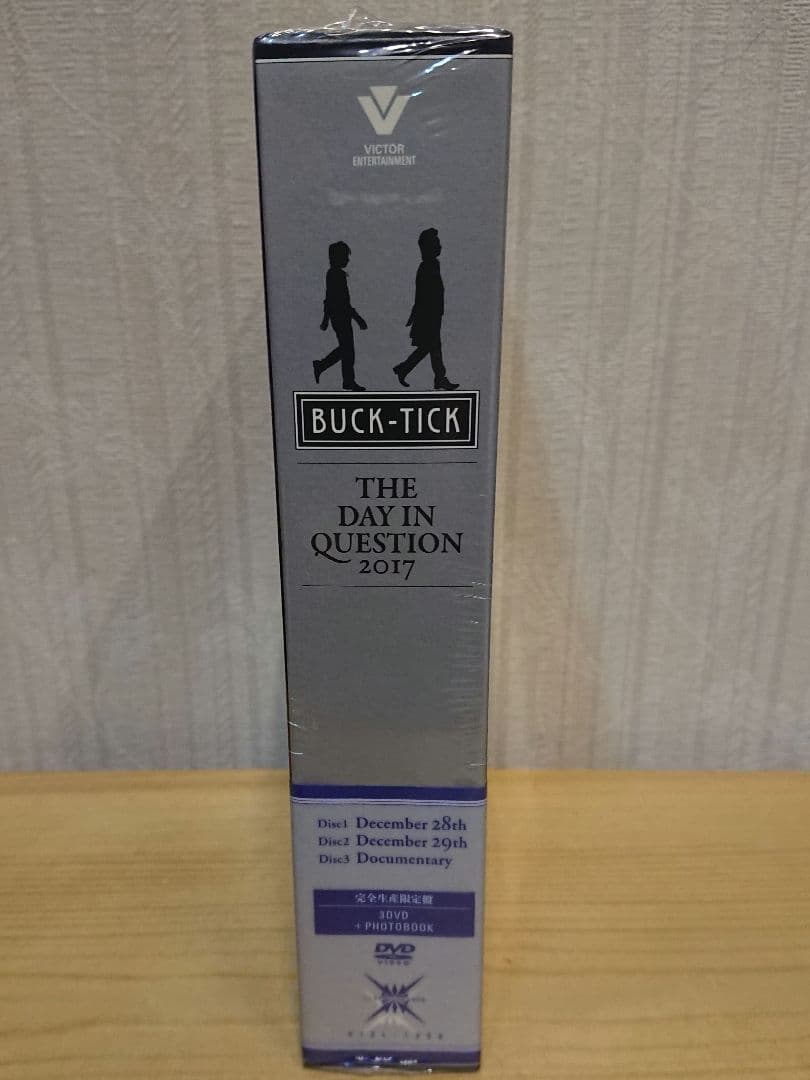 VICTOR
ENTERTAINMENT
BUCK-TICK
THE
DAY IN
QUESTION
2017
Disc1 December 28th
Disc2 December 29th
Disc3 Documentary
完全生産限定盤
3DVD
+PHOTOBOOK
DVD
VIDEO